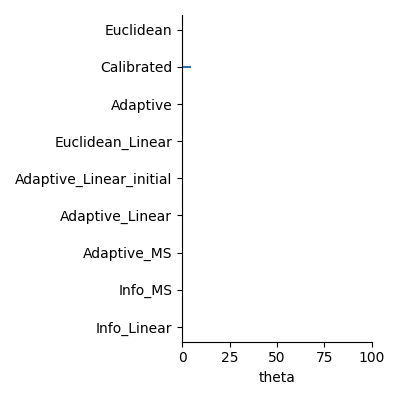 Euclidean
Calibrated
Adaptive
Euclidean_Linear
Adaptive_Linear_initial
Adaptive_Linear
Adaptive_MS
Info_MS
Info_Linear
0 25 50 75 100
theta